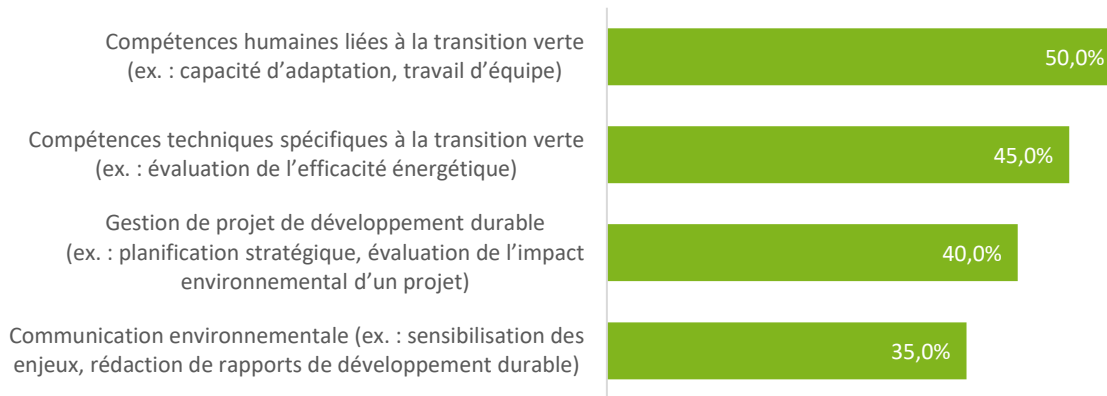 Compétences humaines liées à la transition verte
(ex. : capacité d’adaptation, travail d’équipe)
50,0%
Compétences techniques spécifiques à la transition verte
(ex. : évaluation de l’efficacité énergétique)
45,0%
Gestion de projet de développement durable
(ex. : planification stratégique, évaluation de l’impact
environnemental d’un projet)
40,0%
Communication environnementale (ex. : sensibilisation des
enjeux, rédaction de rapports de développement durable)
35,0%